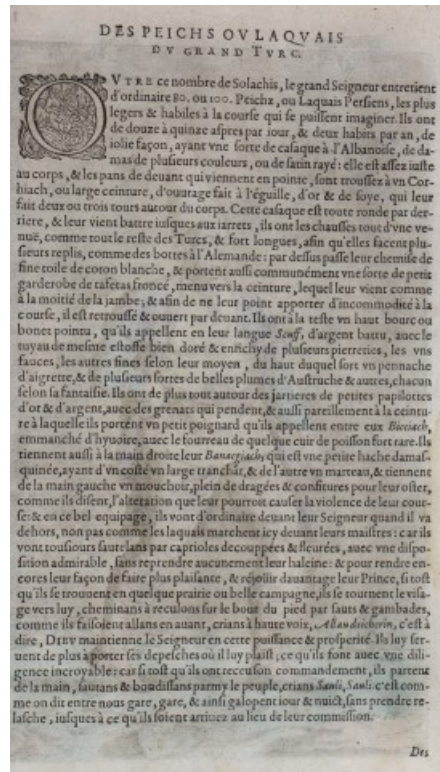 DES PEICHS OV LAQVAIS
DV GRAND TVRC.
OVTRE ce nombre de Solachis, le grand Seigneur entretient
d'ordinaire 80. ou 100. Peichz, ou Laquais Persiens, les plus
legers & habiles à la course qui se puissent imaginer. Ils ont
de douze à quinze aspres par iour, & deux habits par an, de
iolie façon, ayant vne sorte de casaque à l'Albanoise, de da-
mas de plusieurs couleurs, ou de satin rayé: elle est assez iuste
au corps, & les pans de deuant qui viennent en pointe, sont troussez à vn Cor-
hiach, ou large ceinture, d'ouurage fait à l'éguille, d'or & de soye, qui leur
fait deux ou trois tours autour du corps. Cette casaque est toute ronde par der-
riere, & leur vient battre iusques aux iarrets, ils ont les chausses tout d'vne ve-
nuë, comme tout le reste des Turcs, & fort longues, afin qu'elles facent plu-
sieurs replis, comme des bottes à l'Alemande: par dessus passe leur chemise de
fine toile de coton blanche, & portent aussi communément vne sorte de petit
garderobe de tafetas froncé, menu vers la ceinture, lequel leur vient comme
à la moitié de la jambe, & afin de ne leur point apporter d'incommodité à la
course, il est retroussé & ouuert par deuant. Ils ont à la teste vn haut bourc ou
bonet pointu, qu'ils appellent en leur langue Scuff, d'argent battu, auec le
tuyau de mesme estofe bien doré & enrichy de plusieurs pierreries, les vns
fauces, les autres fines selon leur moyen, du haut duquel sort vn pennache
d'aigrette, & de plusieurs sortes de belles plumes d'Austruche & autres, chacun
selon sa fantaisie. Ils ont de plus tout autour des jartieres de petites papillotes
d'or & d'argent, auec des grenats qui pendent, & aussi pareillement à la ceintu-
re à laquelle ils portent vn petit poignard qu'ils appellent entre eux Bicciach,
emmanché d'hyuoire, auec le fourreau de quelque cuir de poisson fort rare. Ils
tiennent aussi à la main droite leur Banacgiach, qui est vne petite hache damas-
quinée, ayant d'vn costé vn large tranchāt, & de l'autre vn marteau, & tiennent
de la main gauche vn mouchoir, plein de dragées & confitures pour leur oster,
comme ils disent, l'alteration que leur pourroit causer la violence de leur cour-
se: & en ce bel equipage, ils vont d'ordinaire deuant leur Seigneur quand il va
dehors, non pas comme les laquais marchent icy deuant leurs maistres: car ils
vont tousiours sautelans par caprioles decouppées & fleurées, auec vne dispo-
sition admirable, sans reprendre aucunement leur haleine: & pour rendre en-
cores leur façon de faire plus plaisante, & réjouir dauantage leur Prince, si tost
qu'ils se trouuent en quelque prairie ou belle campagne, ils se tournent le visa-
ge vers luy, cheminans à reculons sur le bout du pied par sauts & gambades,
comme ils faisoient allans en auant, crians à haute voix, Allaudeicherin, c'est à
dire, DIEV maintienne le Seigneur en cette puissance & prosperité. Ils luy ser-
uent de plus à porter ses depesches où il luy plaist, ce qu'ils font auec vne dili-
gence incroyable: car si tost qu'ils ont receu son commandement, ils partent
de la main, sautans & bondissans parmy le peuple, crians Sauli, Sauli. c'est com-
me on dit entre nous gare, gare, & ainsi galopent iour & nuict, sans prendre re-
lasche, iusques à ce qu'ils soient arriuez au lieu de leur commission.
Des